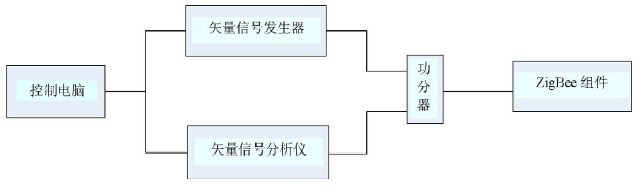 矢量信号发生器
控制电脑
功
分
器
ZigBee 组件
矢量信号分析仪